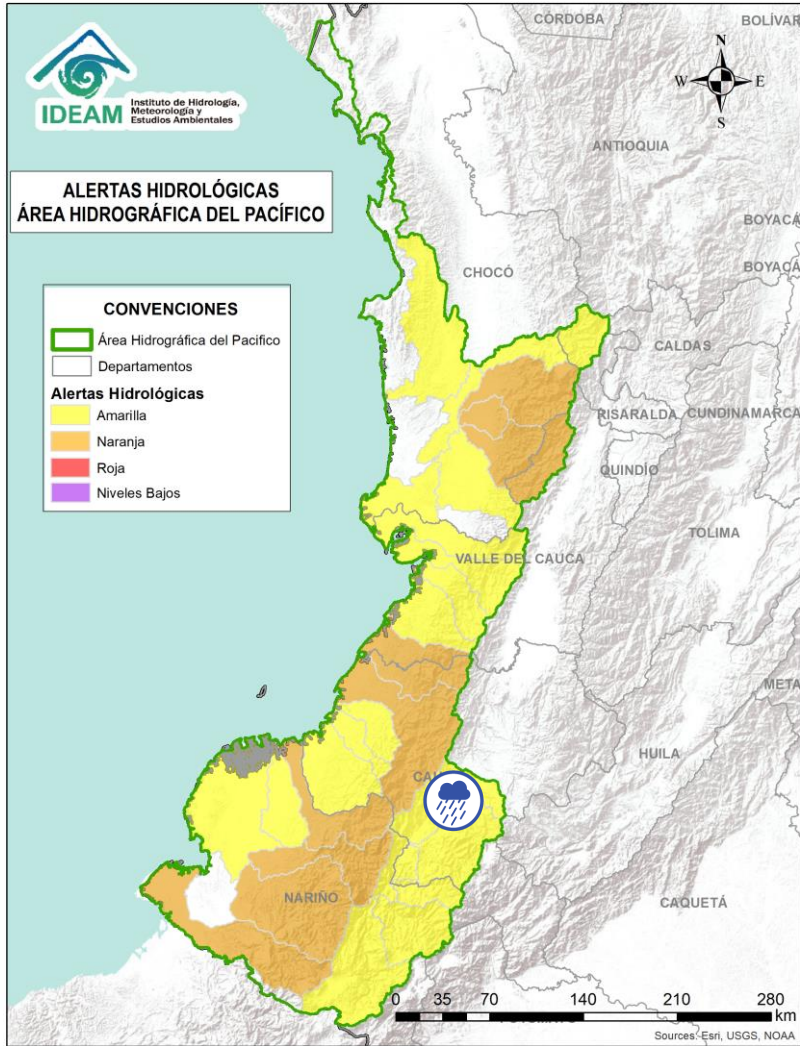 IDEAM
Instituto de Hidrología,
Meteorología y
Estudios Ambientales
ALERTAS HIDROLÓGICAS
ÁREA HIDROGRÁFICA DEL PACÍFICO
CONVENCIONES
Área Hidrográfica del Pacifico
Departamentos
Alertas Hidrológicas
Amarilla
Naranja
Roja
Niveles Bajos
N
W E
S
CÓRDOBA
BOLÍVAR
ANTIOQUIA
BOYACÁ
CHOCÓ
BOYACÁ
CALDAS
RISARALDA
CUNDINAMARCA
QUINDÍO
TOLIMA
VALLE DEL CAUCA
META
HUILA
NARIÑO
CAQUETÁ
0 35 70 140 210 280
km
Sources: Esri, USGS, NOAA